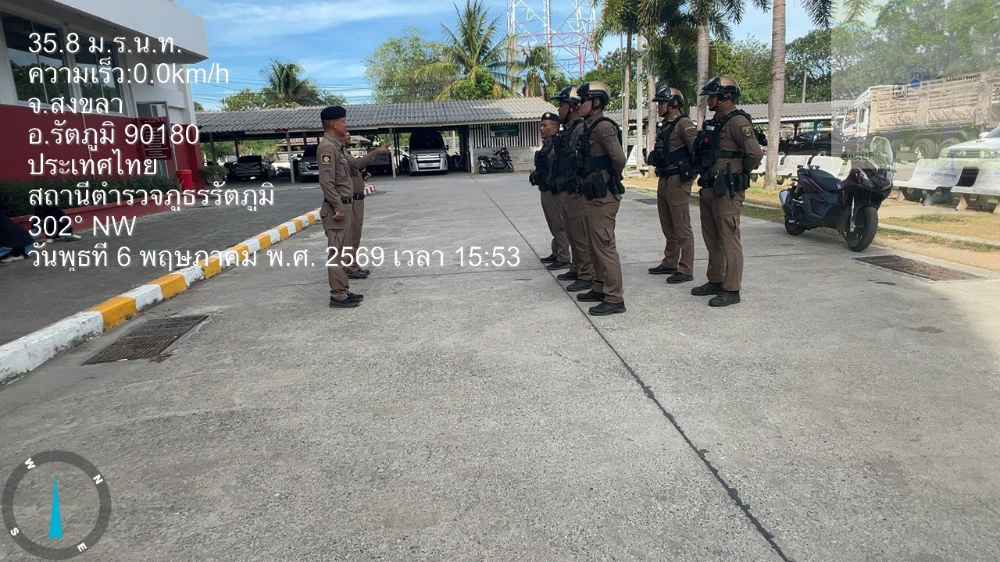 35.8 ม.ร.น.ท.
ความเร็ว:0.0km/h
จ.สงขลา
อ.รัตภูมิ 90180
ประเทศไทย
สถานีตำรวจภูธรรัตภูมิ
302° NW
วันพุธที่ 6 พฤษภาคม พ.ศ. 2569 เวลา 15:53
W
N
S
E